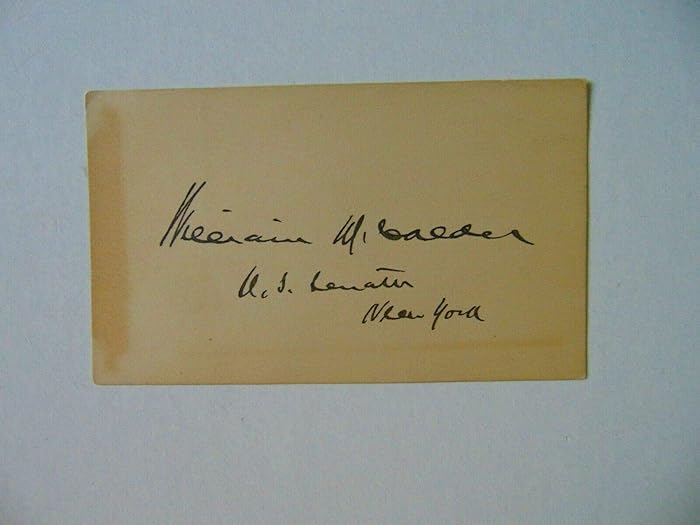 William M. Calder
U.S. Senator
New York